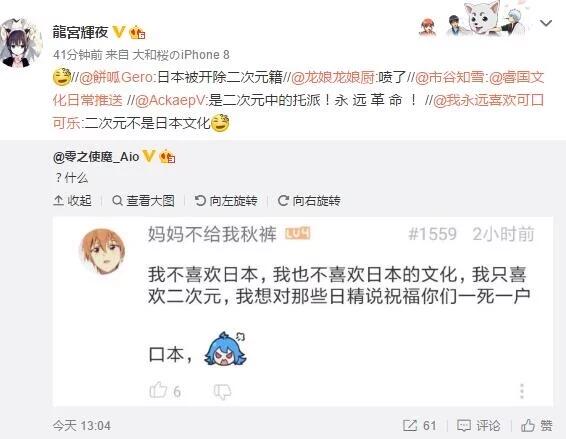 龍宮輝夜
41分钟前 来自 大和桜のiPhone 8
//@餅呱Gero:日本被开除二次元籍//@龙娘龙娘厨:喷了//@市谷知雪:@睿国文
化日常推送 //@AckaepV:是二次元中的托派！永 远 革 命 ！ //@我永远喜欢可口
可乐:二次元不是日本文化
@零之使魔_Aio
？什么
收起 查看大图 向左旋转 向右旋转
妈妈不给我秋裤 LV4 #1559 2小时前
我不喜欢日本，我也不喜欢日本的文化，我只喜
欢二次元，我想对那些日精说祝福你们一死一户
口本，
6
今天 13:04 61 评论 赞